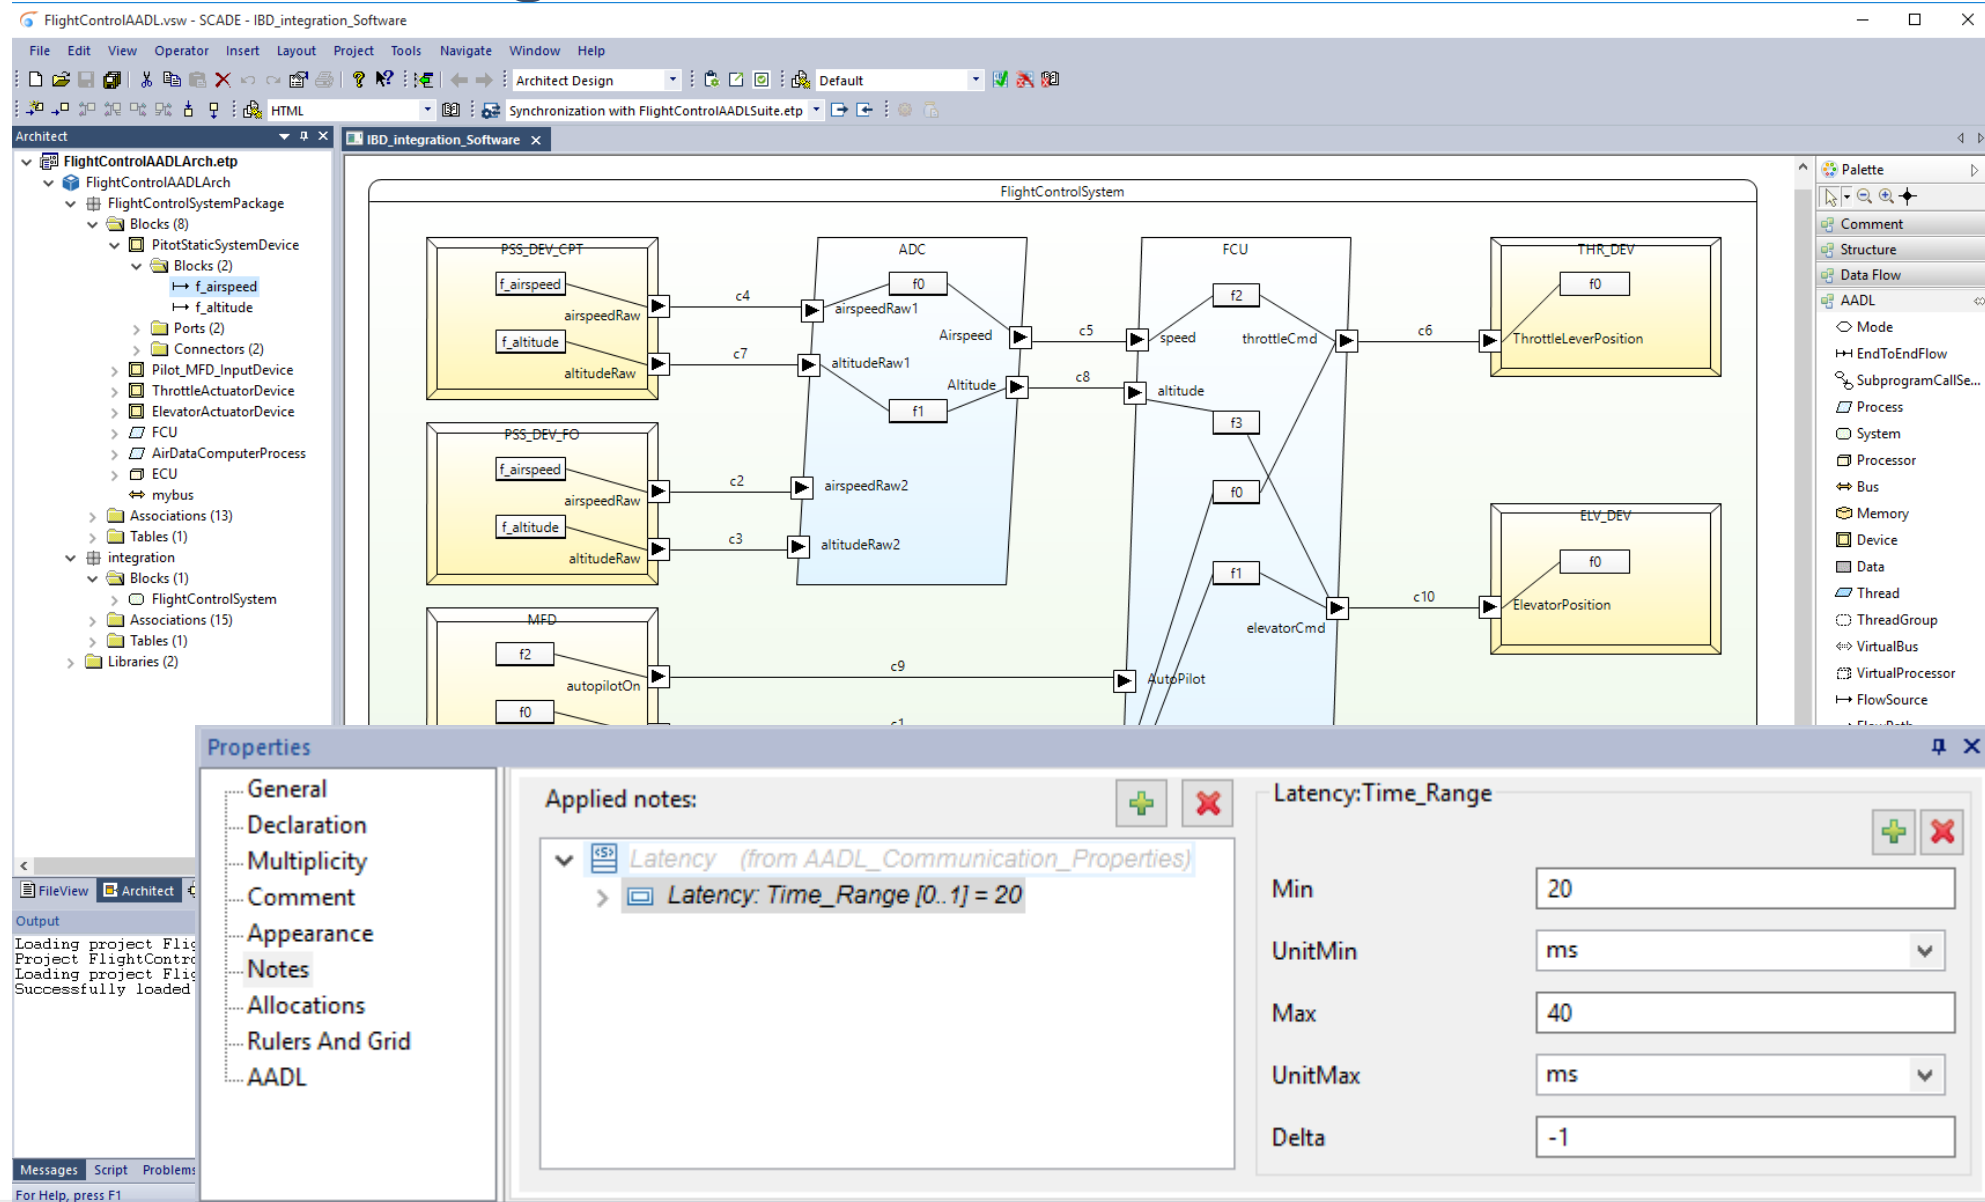 FlightControlAADL.vsw - SCADE - IBD_integration_Software
File Edit View Operator Insert Layout Project Tools Navigate Window Help
Architect Design
Default
HTML
Synchronization with FlightControlAADLSuite.etp
Architect
FlightControlAADLArch.etp
FlightControlAADLArch
FlightControlSystemPackage
Blocks (8)
PitotStaticSystemDevice
Blocks (2)
f_airspeed
f_altitude
Ports (2)
Connectors (2)
Pilot_MFD_InputDevice
ThrottleActuatorDevice
ElevatorActuatorDevice
FCU
AirDataComputerProcess
ECU
mybus
Associations (13)
Tables (1)
integration
Blocks (1)
FlightControlSystem
Associations (15)
Tables (1)
Libraries (2)
FileView Architect
Output
Loading project Flig
Project FlightContro
Loading project Flig
Successfully loaded
Messages Script Problems
For Help, press F1
IBD_integration_Software
FlightControlSystem
PSS_DEV_CPT
f_airspeed
airspeedRaw
f_altitude
altitudeRaw
PSS_DEV_FO
f_airspeed
airspeedRaw
f_altitude
altitudeRaw
MFD
f2
autopilotOn
f0
c4
c7
c2
c3
c9
c1
ADC
f0
airspeedRaw1
Airspeed
altitudeRaw1
Altitude
f1
airspeedRaw2
altitudeRaw2
c5
c8
FCU
f2
speed
throttleCmd
altitude
f3
f0
f1
elevatorCmd
AutoPilot
c6
c10
THR_DEV
f0
ThrottleLeverPosition
ELV_DEV
f0
ElevatorPosition
Palette
Comment
Structure
Data Flow
AADL
Mode
EndToEndFlow
SubprogramCallSe...
Process
System
Processor
Bus
Memory
Device
Data
Thread
ThreadGroup
VirtualBus
VirtualProcessor
FlowSource
Properties
General
Declaration
Multiplicity
Comment
Appearance
Notes
Allocations
Rulers And Grid
AADL
Applied notes:
Latency (from AADL_Communication_Properties)
Latency: Time_Range [0..1] = 20
Latency:Time_Range
Min 20
UnitMin ms
Max 40
UnitMax ms
Delta -1